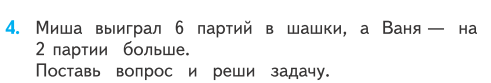 4. Миша выиграл 6 партий в шашки, а Ваня — на
2 партии больше.
Поставь вопрос и реши задачу.